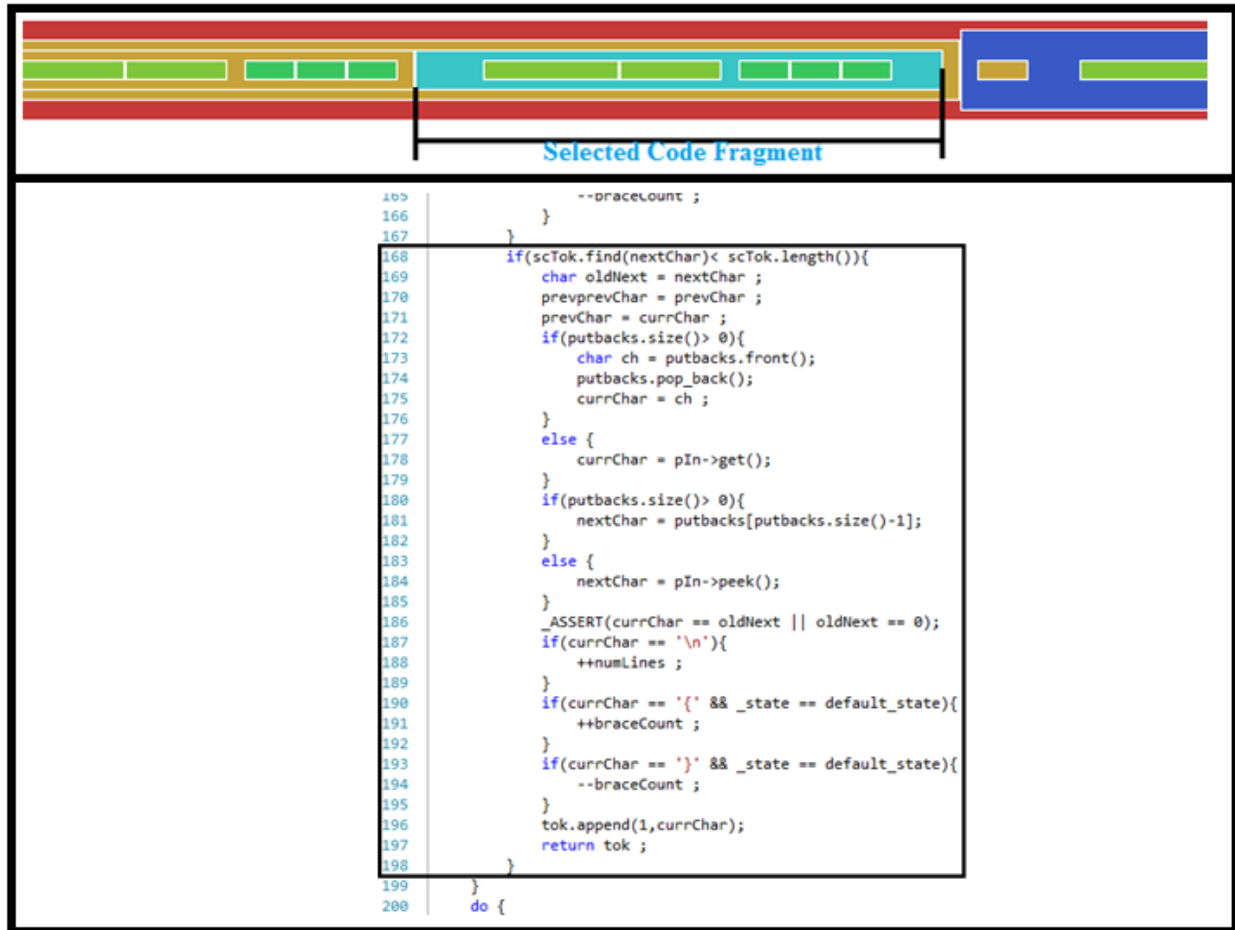 Selected Code Fragment
165 --braceCount ;
166 }
167 }
168 if(scTok.find(nextChar)< scTok.length()){
169 char oldNext = nextChar ;
170 prevprevChar = prevChar ;
171 prevChar = currChar ;
172 if(putbacks.size()> 0){
173 char ch = putbacks.front();
174 putbacks.pop_back();
175 currChar = ch ;
176 }
177 else {
178 currChar = pIn->get();
179 }
180 if(putbacks.size()> 0){
181 nextChar = putbacks[putbacks.size()-1];
182 }
183 else {
184 nextChar = pIn->peek();
185 }
186 _ASSERT(currChar == oldNext || oldNext == 0);
187 if(currChar == '\n'){
188 ++numLines ;
189 }
190 if(currChar == '{' && _state == default_state){
191 ++braceCount ;
192 }
193 if(currChar == '}' && _state == default_state){
194 --braceCount ;
195 }
196 tok.append(1,currChar);
197 return tok ;
198 }
199 }
200 do {